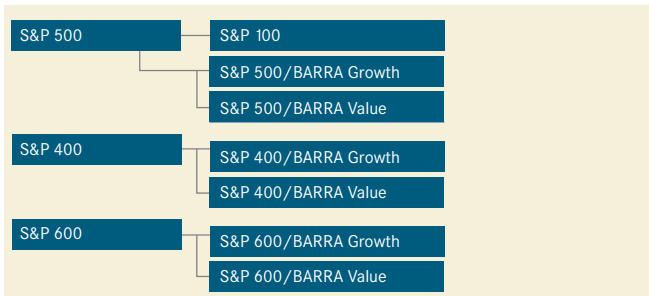 S&P 500
S&P 100
S&P 500/BARRA Growth
S&P 500/BARRA Value
S&P 400
S&P 400/BARRA Growth
S&P 400/BARRA Value
S&P 600
S&P 600/BARRA Growth
S&P 600/BARRA Value